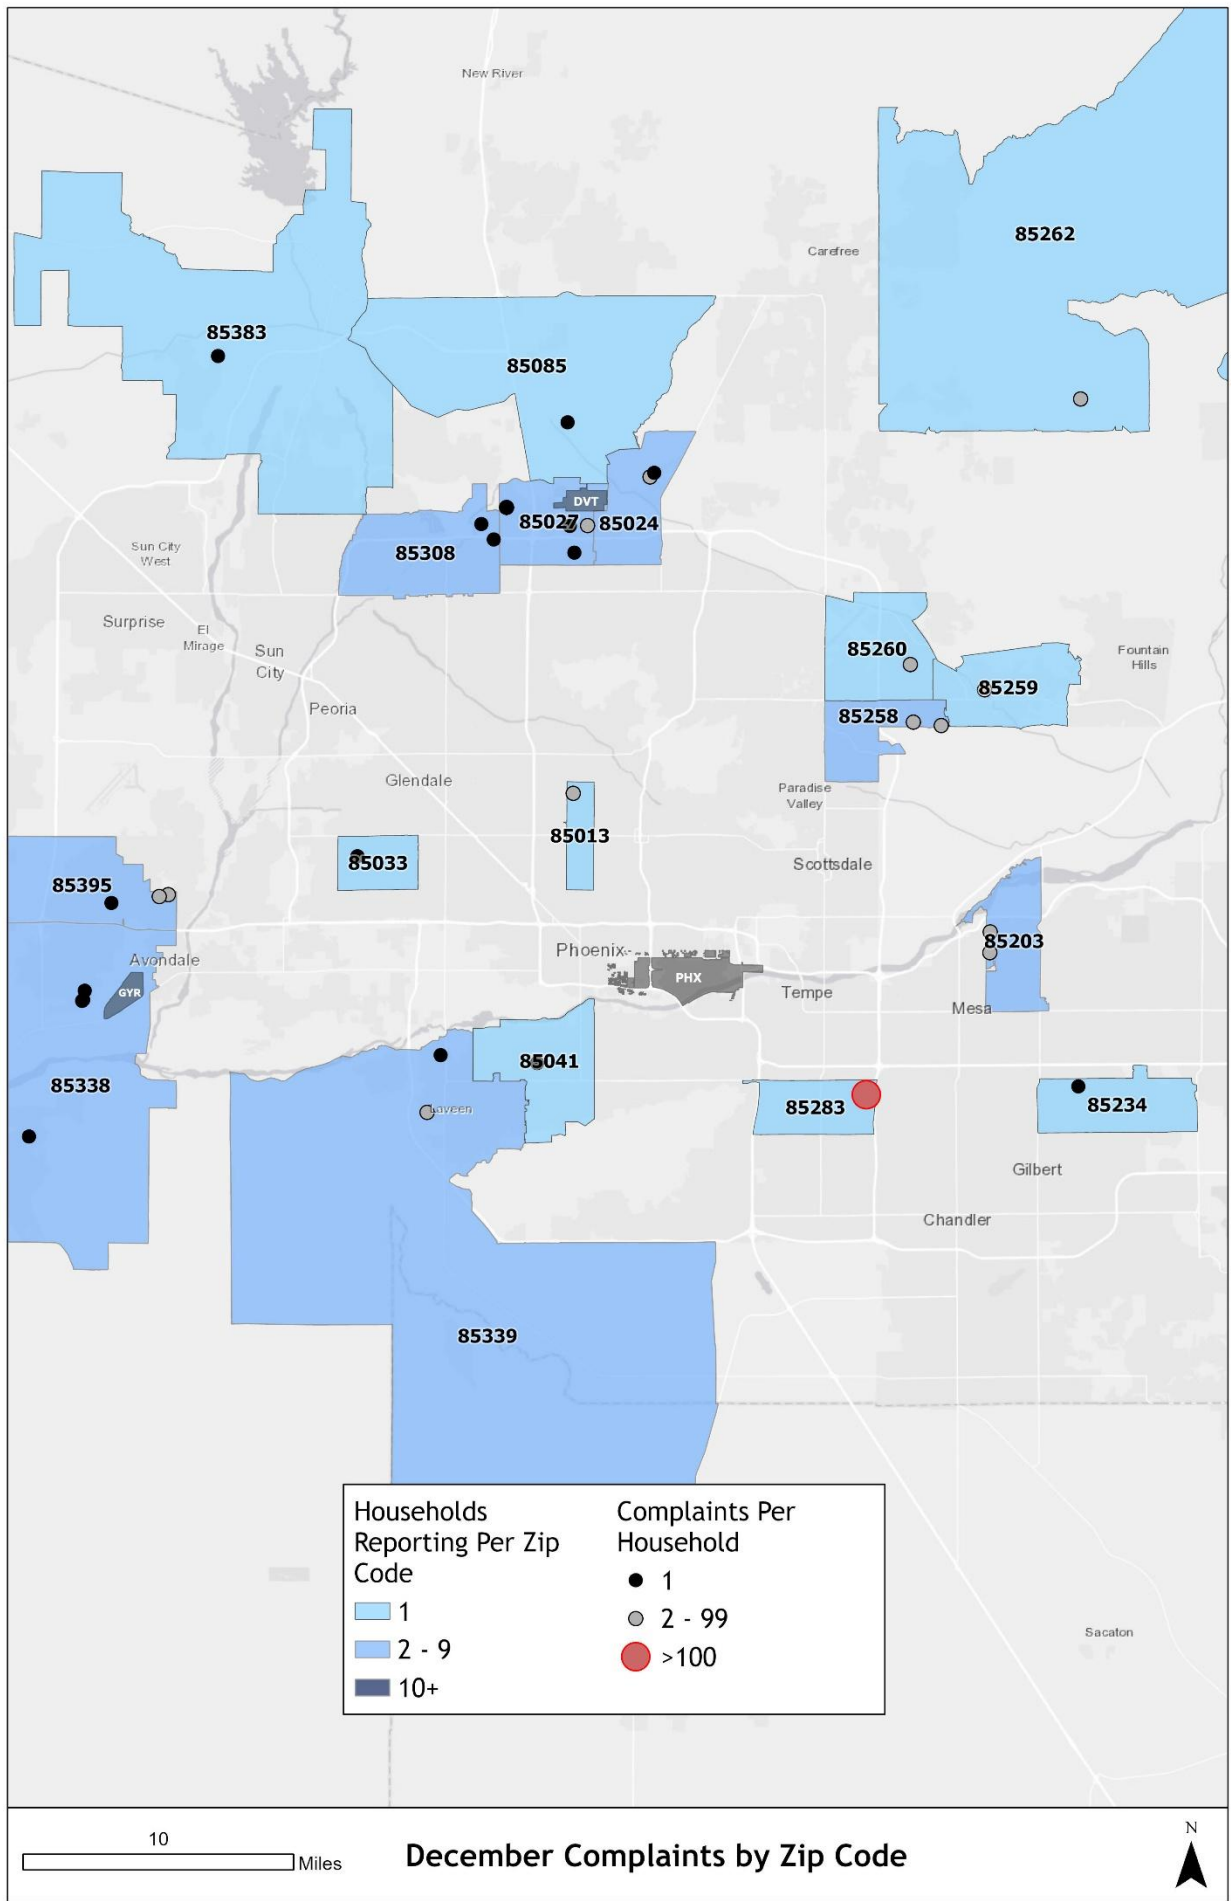 New River
85262
Carefree
85383
85085
DVT
85027
85024
85308
Sun City
West
Surprise
El
Mirage
Sun
City
85260
Fountain
Hills
85259
Peoria
85258
Glendale
Paradise
Valley
85013
85033
Scottsdale
85395
85203
Phoenix
Avondale
PHX
GYR
Tempe
Mesa
85041
85338
Laveen
85283
85234
Gilbert
Chandler
85339
Households
Reporting Per Zip
Code
1
2 - 9
10+
Complaints Per
Household
1
2 - 99
>100
Sacaton
10
Miles
December Complaints by Zip Code
N